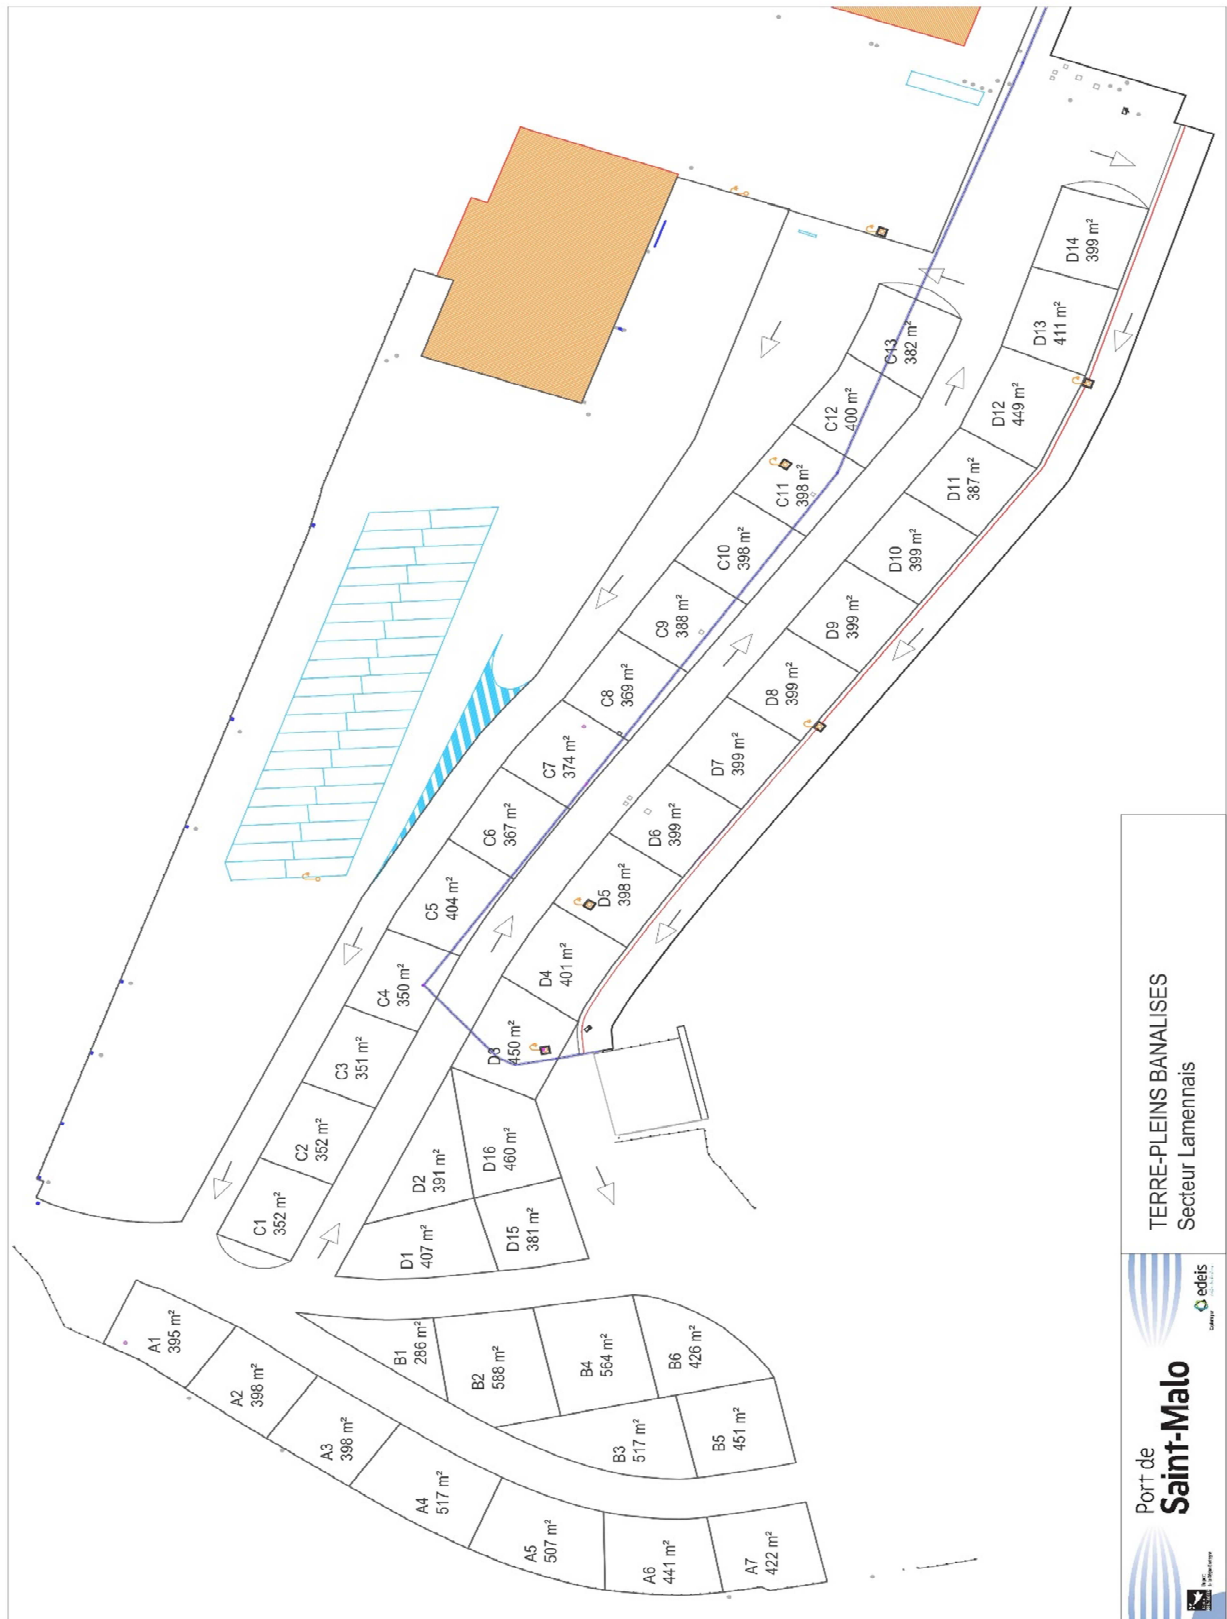 A1
395 m²
A2
398 m²
A3
398 m²
A4
517 m²
A5
507 m²
A6
441 m²
A7
422 m²
B1
286 m²
B2
588 m²
B3
517 m²
B4
564 m²
B5
451 m²
B6
426 m²
C1
352 m²
C2
352 m²
C3
351 m²
C4
350 m²
C5
404 m²
C6
367 m²
C7
374 m²
C8
369 m²
C9
388 m²
C10
398 m²
C11
398 m²
C12
400 m²
C13
382 m²
D1
407 m²
D2
391 m²
D3
450 m²
D4
401 m²
D5
398 m²
D6
399 m²
D7
399 m²
D8
399 m²
D9
399 m²
D10
399 m²
D11
387 m²
D12
449 m²
D13
411 m²
D14
399 m²
D15
381 m²
D16
460 m²
Port de
Saint-Malo
edeis
TERRE-PLEINS BANALISES
Secteur Lamennais